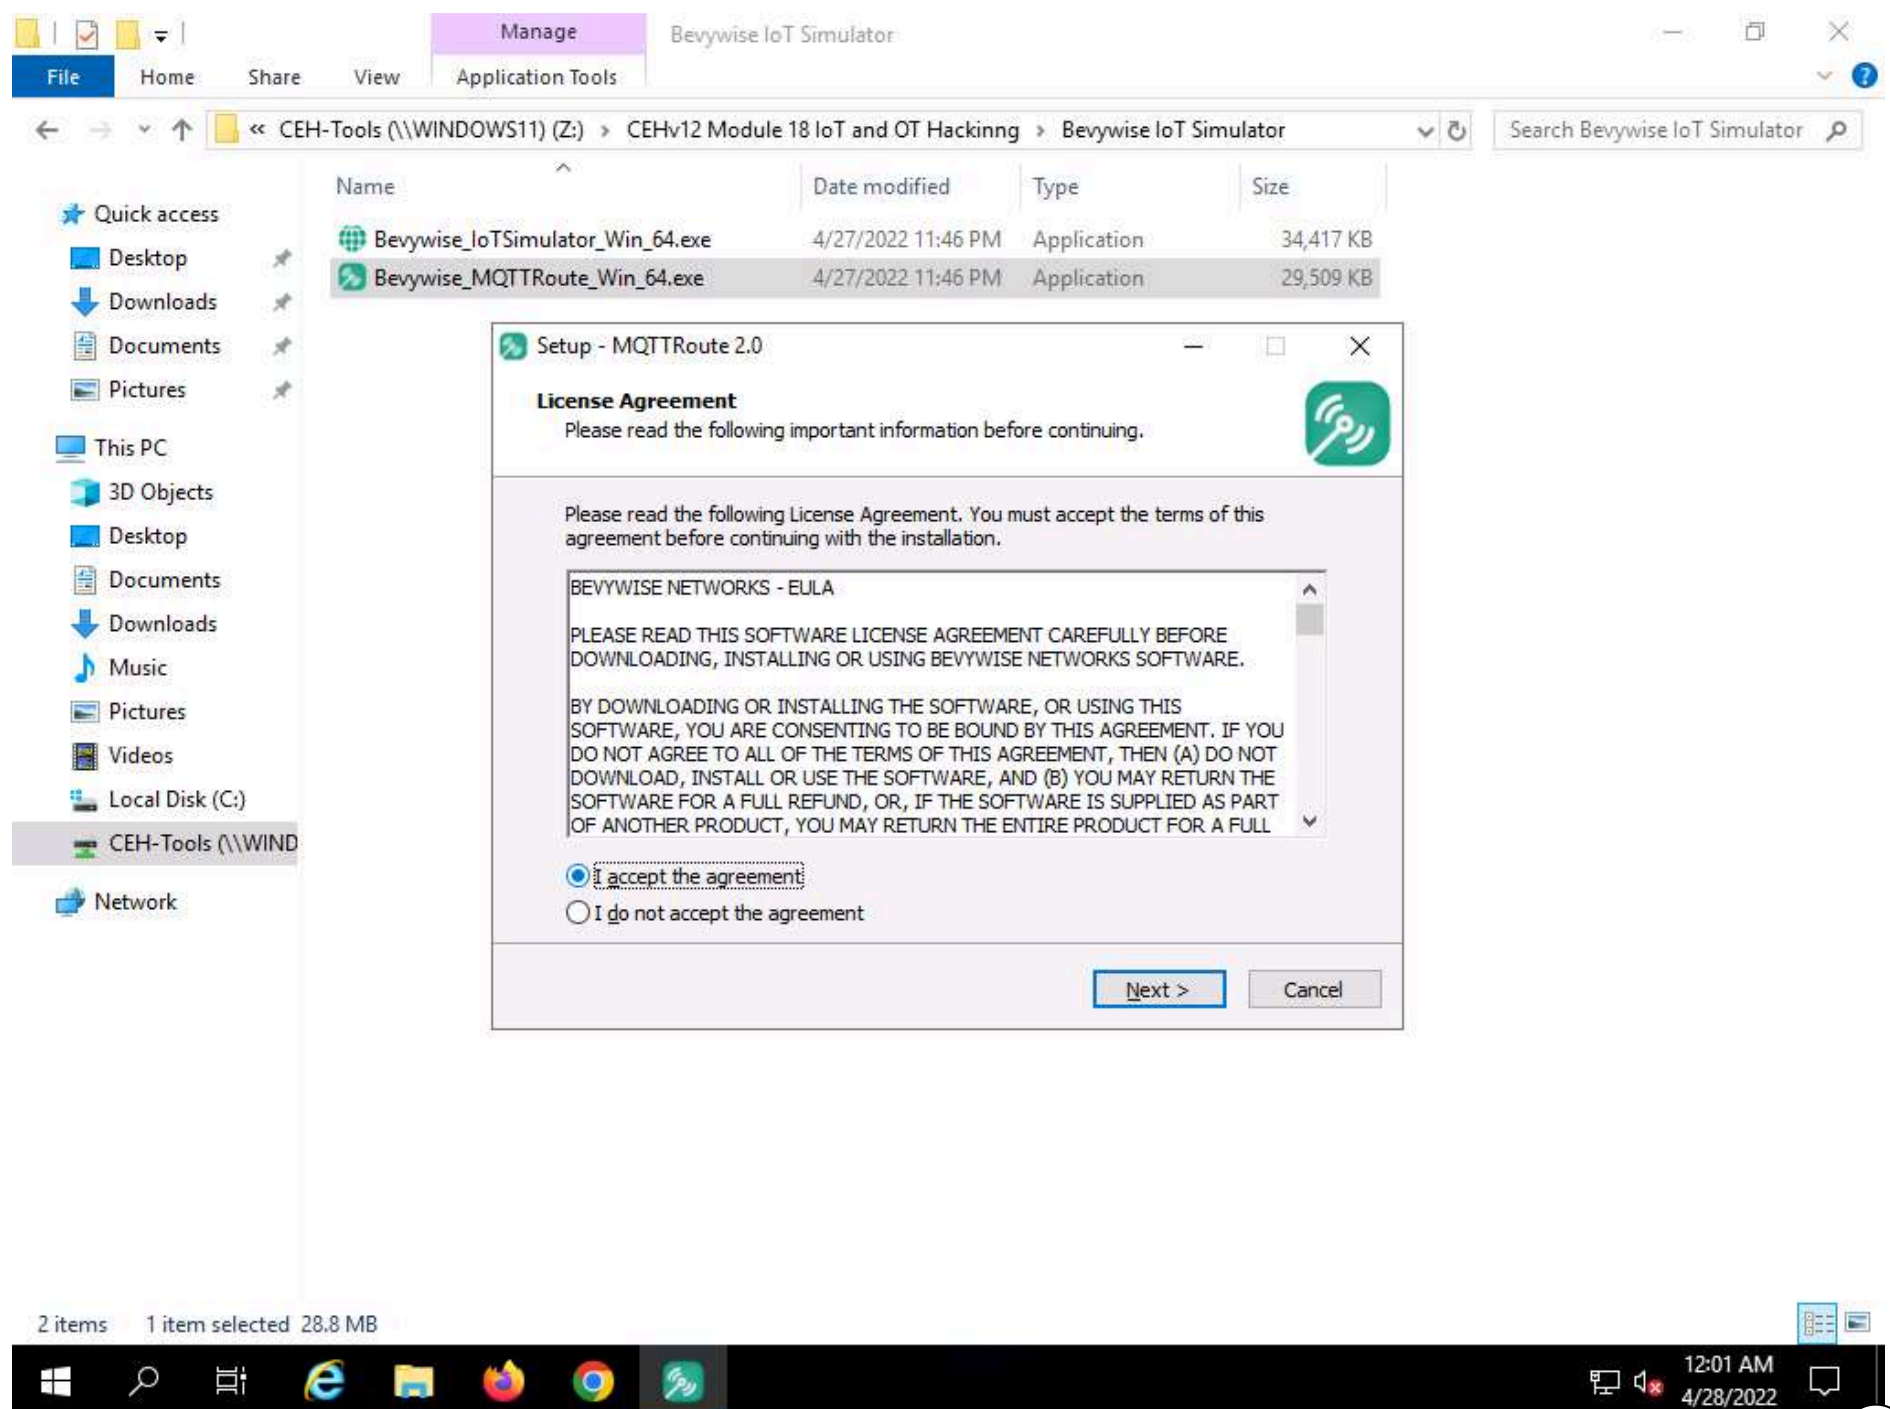 Manage
Bevywise IoT Simulator
File
Home
Share
View
Application Tools
« CEH-Tools (\\WINDOWS11) (Z:) › CEHv12 Module 18 IoT and OT Hackinng › Bevywise IoT Simulator
Search Bevywise IoT Simulator
Name
Date modified
Type
Size
Bevywise_IoTSimulator_Win_64.exe 4/27/2022 11:46 PM Application 34,417 KB
Bevywise_MQTTRoute_Win_64.exe 4/27/2022 11:46 PM Application 29,509 KB
Quick access
Desktop
Downloads
Documents
Pictures
This PC
3D Objects
Desktop
Documents
Downloads
Music
Pictures
Videos
Local Disk (C:)
CEH-Tools (\\WIND
Network
Setup - MQTTRoute 2.0
License Agreement
Please read the following important information before continuing.
Please read the following License Agreement. You must accept the terms of this
agreement before continuing with the installation.
BEVYWISE NETWORKS - EULA
PLEASE READ THIS SOFTWARE LICENSE AGREEMENT CAREFULLY BEFORE
DOWNLOADING, INSTALLING OR USING BEVYWISE NETWORKS SOFTWARE.
BY DOWNLOADING OR INSTALLING THE SOFTWARE, OR USING THIS
SOFTWARE, YOU ARE CONSENTING TO BE BOUND BY THIS AGREEMENT. IF YOU
DO NOT AGREE TO ALL OF THE TERMS OF THIS AGREEMENT, THEN (A) DO NOT
DOWNLOAD, INSTALL OR USE THE SOFTWARE, AND (B) YOU MAY RETURN THE
SOFTWARE FOR A FULL REFUND, OR, IF THE SOFTWARE IS SUPPLIED AS PART
OF ANOTHER PRODUCT, YOU MAY RETURN THE ENTIRE PRODUCT FOR A FULL
I accept the agreement
I do not accept the agreement
Next >
Cancel
2 items
1 item selected 28.8 MB
12:01 AM
4/28/2022